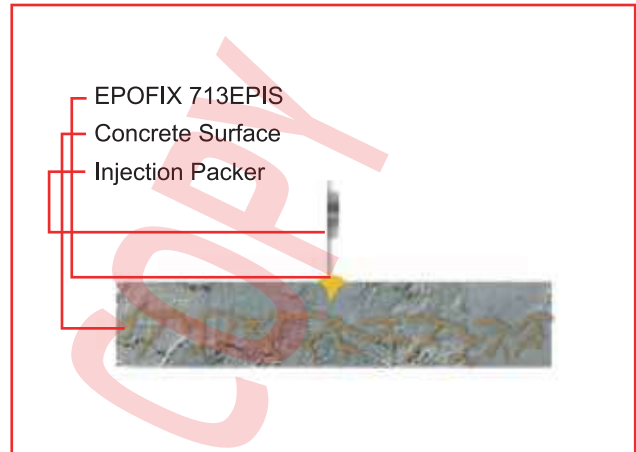 EPOFIX 713EPIS
Concrete Surface
Injection Packer
COPY